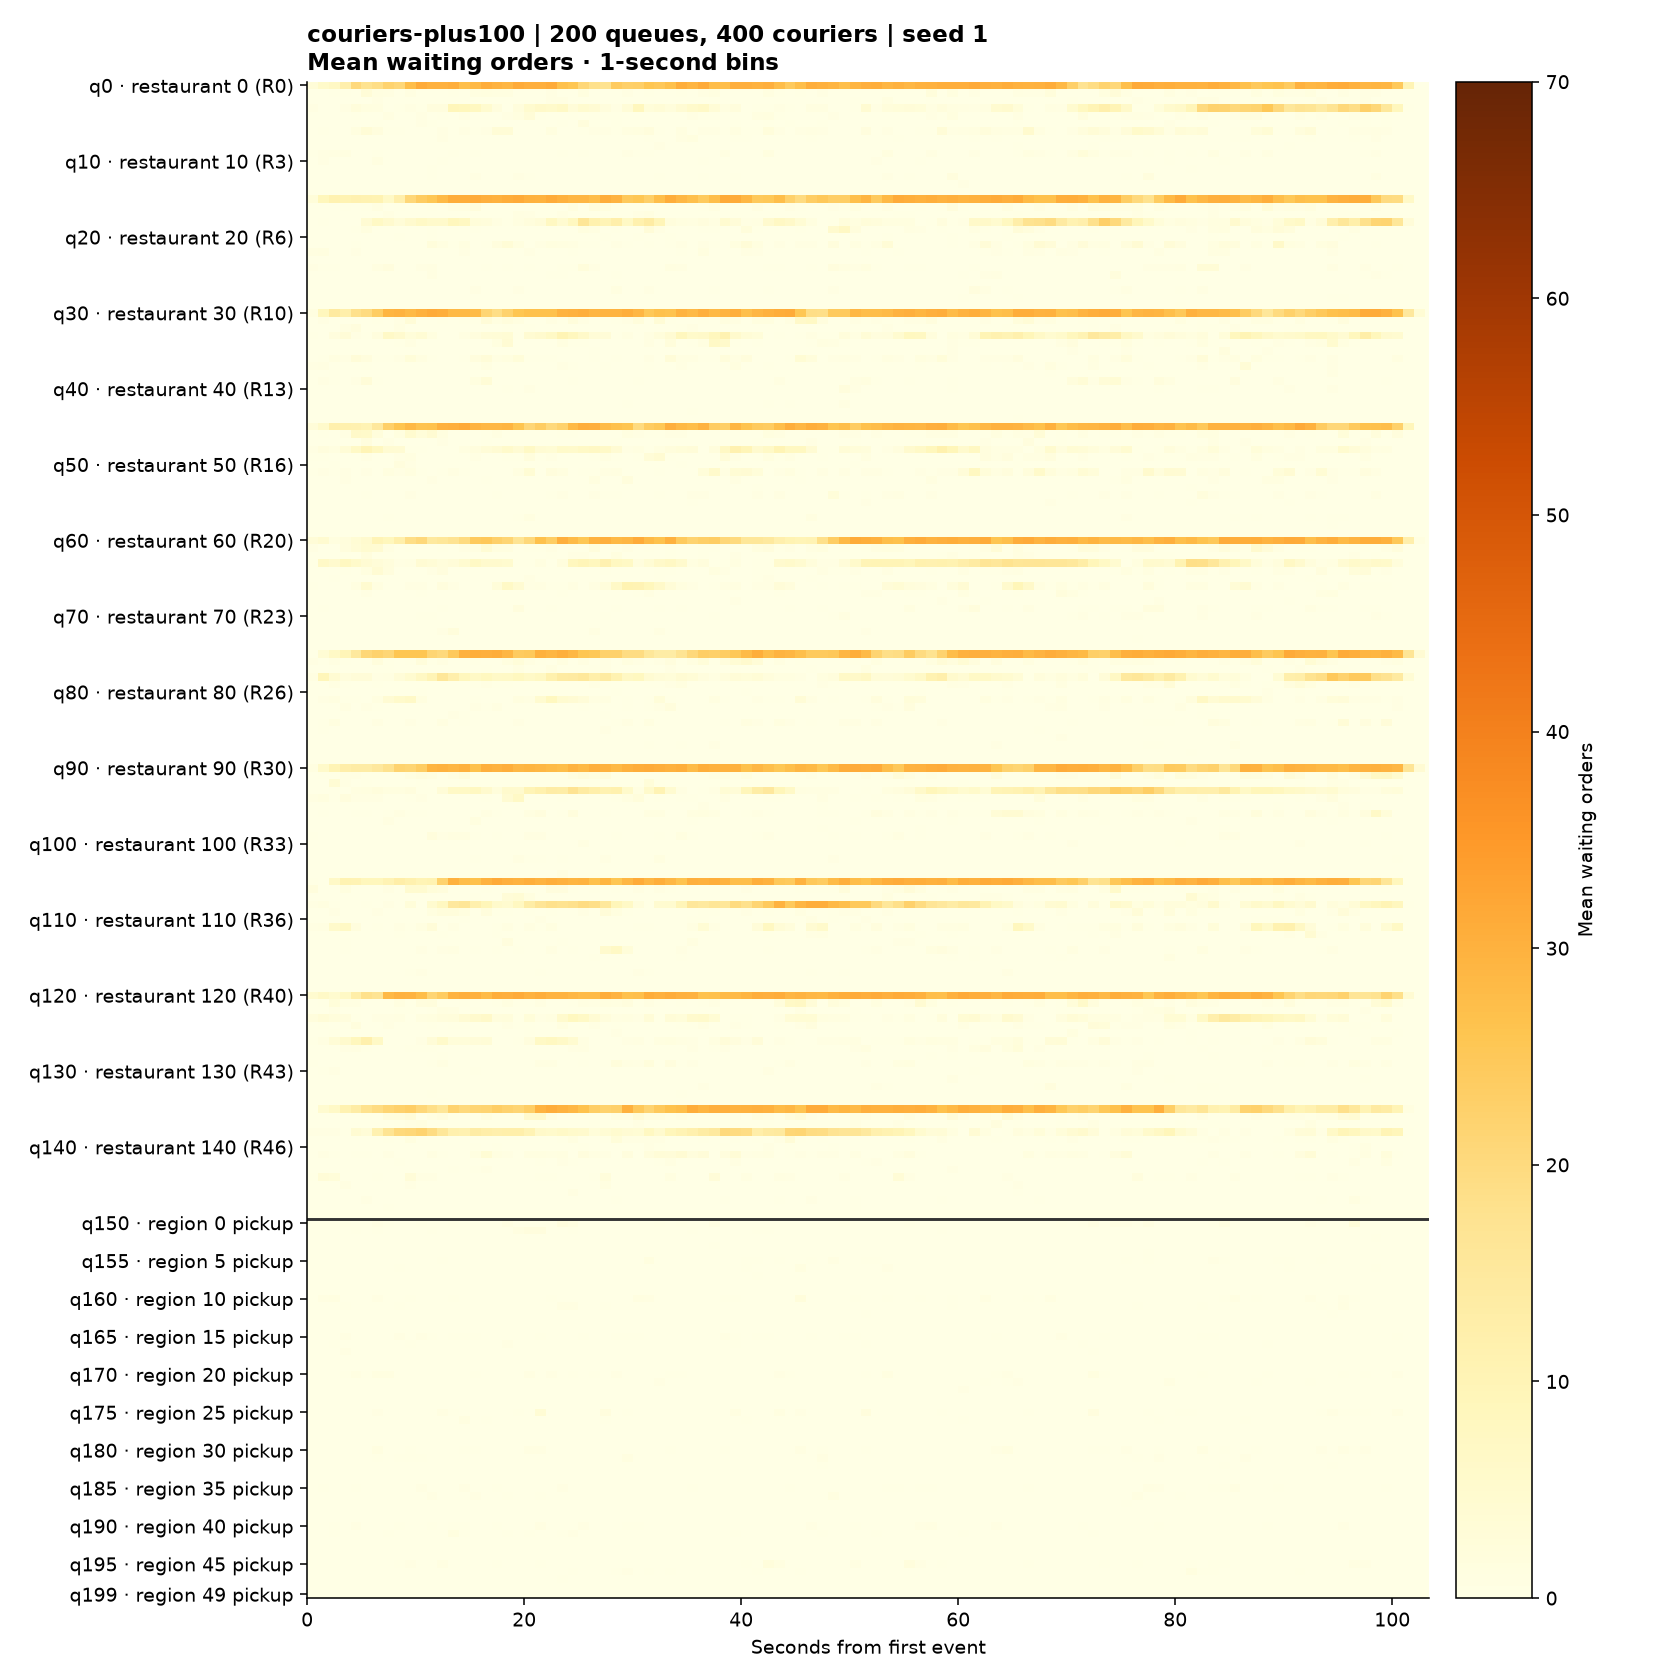 couriers-plus100 | 200 queues, 400 couriers | seed 1
Mean waiting orders · 1-second bins
q0 · restaurant 0 (R0)
q10 · restaurant 10 (R3)
q20 · restaurant 20 (R6)
q30 · restaurant 30 (R10)
q40 · restaurant 40 (R13)
q50 · restaurant 50 (R16)
q60 · restaurant 60 (R20)
q70 · restaurant 70 (R23)
q80 · restaurant 80 (R26)
q90 · restaurant 90 (R30)
q100 · restaurant 100 (R33)
q110 · restaurant 110 (R36)
q120 · restaurant 120 (R40)
q130 · restaurant 130 (R43)
q140 · restaurant 140 (R46)
q150 · region 0 pickup
q155 · region 5 pickup
q160 · region 10 pickup
q165 · region 15 pickup
q170 · region 20 pickup
q175 · region 25 pickup
q180 · region 30 pickup
q185 · region 35 pickup
q190 · region 40 pickup
q195 · region 45 pickup
q199 · region 49 pickup
0 20 40 60 80 100
Seconds from first event
70
60
50
40
30
20
10
0
Mean waiting orders